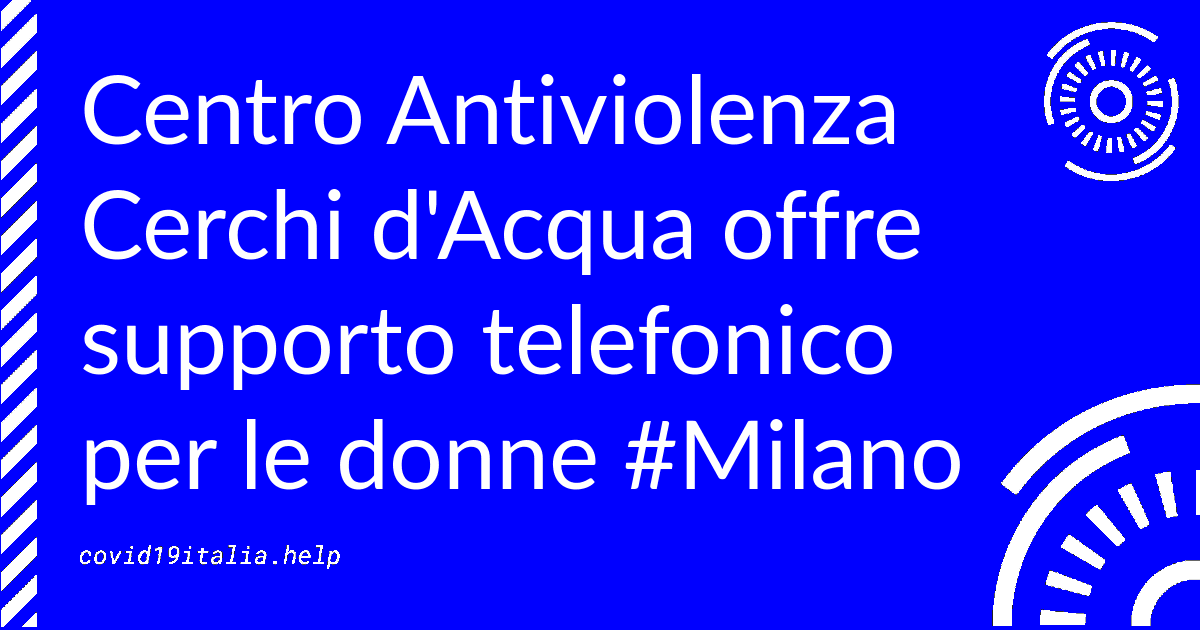 Centro Antiviolenza
Cerchi d'Acqua offre
supporto telefonico
per le donne #Milano
covid19italia.help